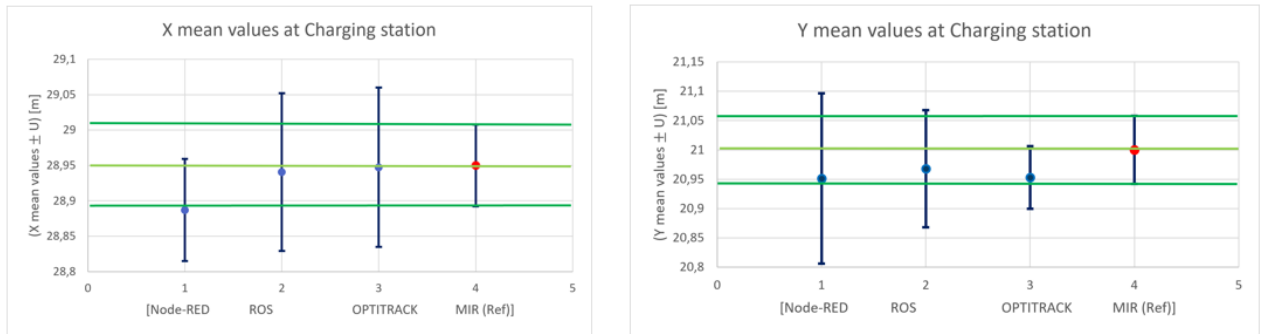 X mean values at Charging station
(X mean values ± U) [m]
29,1
29,05
29
28,95
28,9
28,85
28,8
0 1 2 3 4 5
[Node-RED ROS OPTITRACK MIR (Ref)]
Y mean values at Charging station
(Y mean values ± U) [m]
21,15
21,1
21,05
21
20,95
20,9
20,85
20,8
0 1 2 3 4 5
[Node-RED ROS OPTITRACK MIR (Ref)]